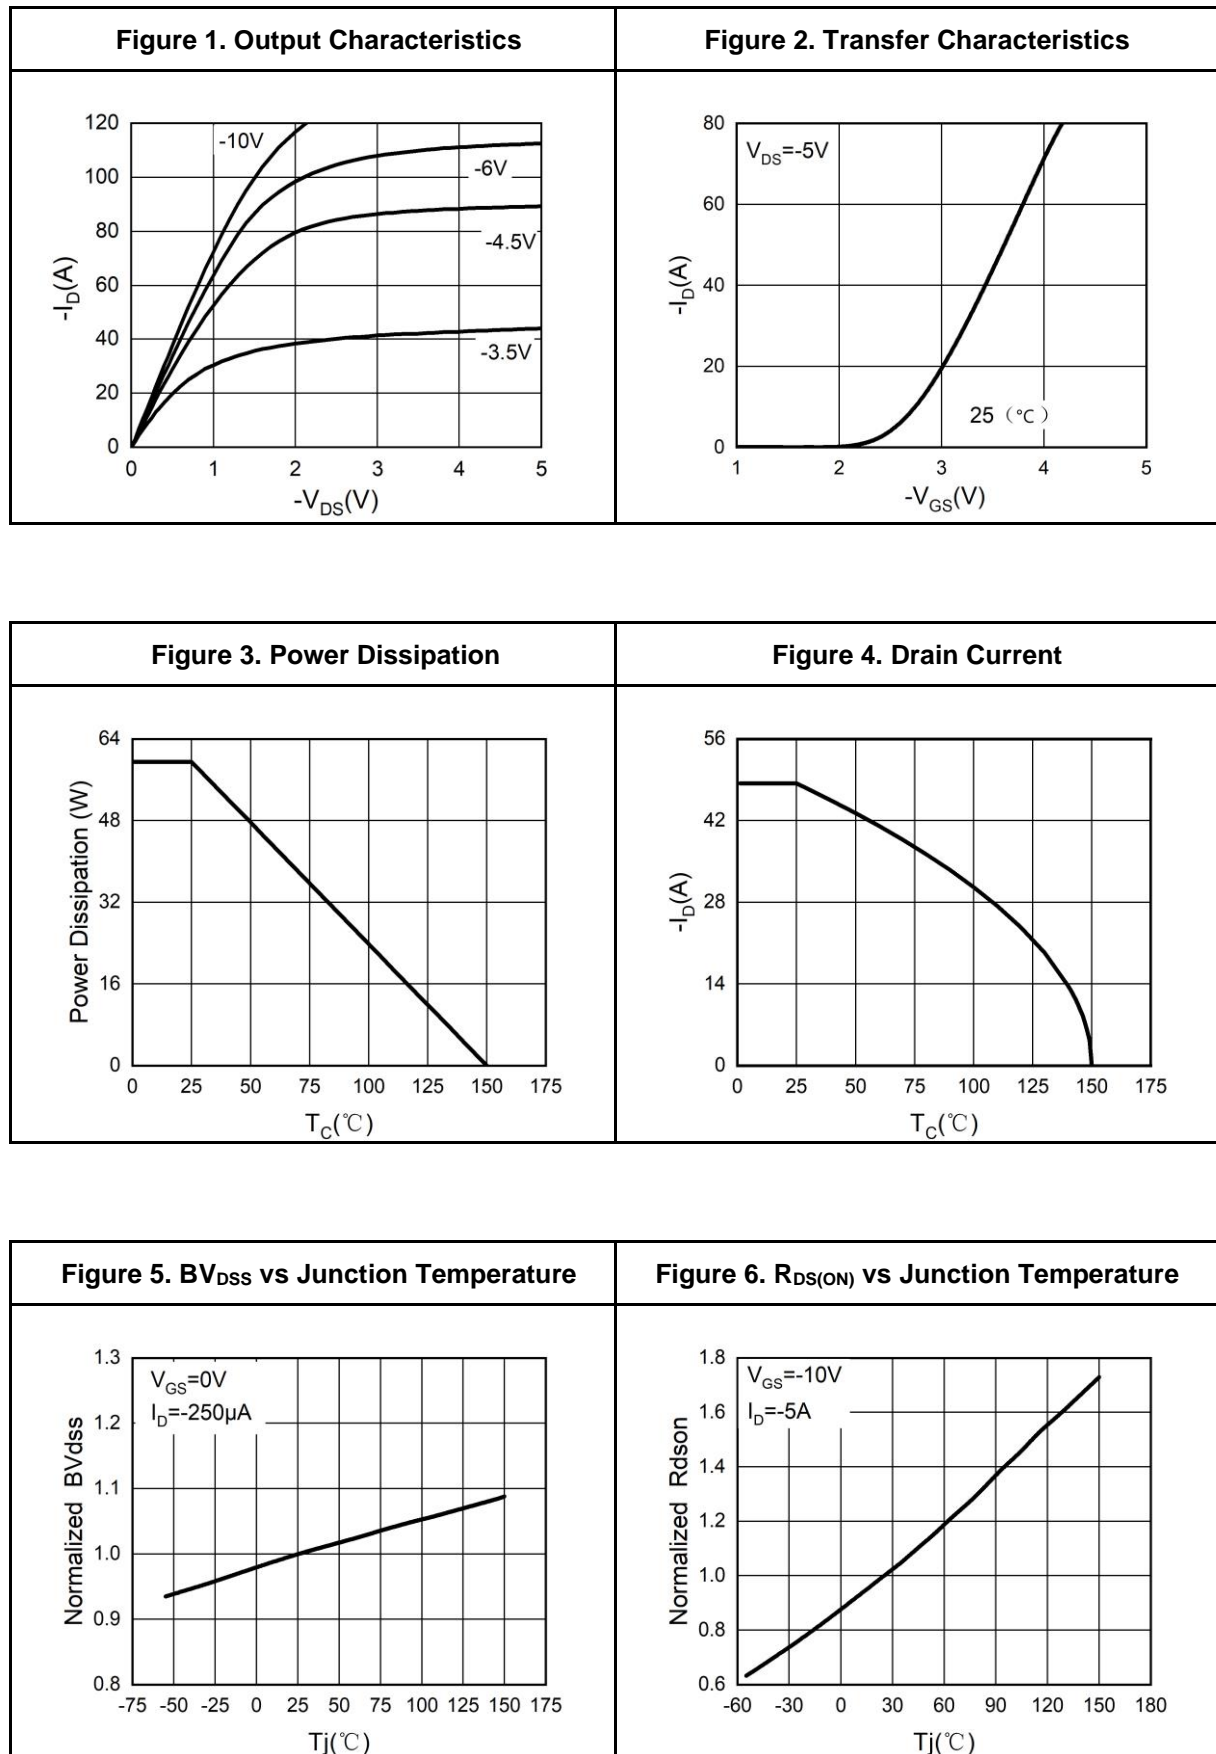 Figure 1. Output Characteristics
Figure 2. Transfer Characteristics
120
100
80
60
40
20
0
-I_D(A)
-10V
-6V
-4.5V
-3.5V
0 1 2 3 4 5
-V_DS(V)
80
60
40
20
0
-I_D(A)
V_DS=-5V
25（℃）
1 2 3 4 5
-V_GS(V)
Figure 3. Power Dissipation
Figure 4. Drain Current
64
48
32
16
0
Power Dissipation (W)
0 25 50 75 100 125 150 175
T_C(℃)
56
42
28
14
0
-I_D(A)
0 25 50 75 100 125 150 175
T_C(℃)
Figure 5. BV_DSS vs Junction Temperature
Figure 6. R_DS(ON) vs Junction Temperature
1.3
1.2
1.1
1.0
0.9
0.8
Normalized BVdss
V_GS=0V
I_D=-250μA
-75 -50 -25 0 25 50 75 100 125 150 175
Tj(℃)
1.8
1.6
1.4
1.2
1.0
0.8
0.6
Normalized Rdson
V_GS=-10V
I_D=-5A
-60 -30 0 30 60 90 120 150 180
Tj(℃)